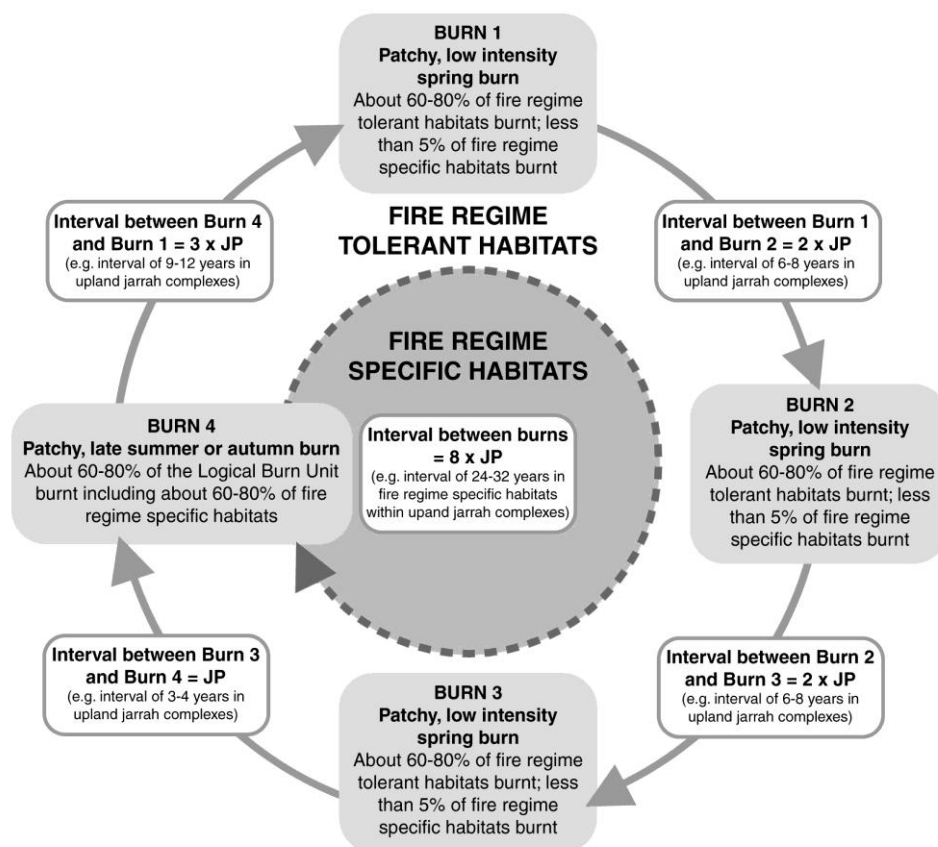 BURN 1
Patchy, low intensity
spring burn
About 60-80% of fire regime
tolerant habitats burnt; less
than 5% of fire regime
specific habitats burnt
Interval between Burn 4
and Burn 1 = 3 x JP
(e.g. interval of 9-12 years in
upland jarrah complexes)
FIRE REGIME
TOLERANT HABITATS
Interval between Burn 1
and Burn 2 = 2 x JP
(e.g. interval of 6-8 years in
upland jarrah complexes)
FIRE REGIME
SPECIFIC HABITATS
BURN 4
Patchy, late summer or autumn burn
About 60-80% of the Logical Burn Unit
burnt including about 60-80% of fire
regime specific habitats
Interval between burns
= 8 x JP
(e.g. interval of 24-32 years in
fire regime specific habitats
within upand jarrah complexes)
BURN 2
Patchy, low intensity
spring burn
About 60-80% of fire regime
tolerant habitats burnt; less
than 5% of fire regime
specific habitats burnt
Interval between Burn 3
and Burn 4 = JP
(e.g. interval of 3-4 years in
upland jarrah complexes)
BURN 3
Patchy, low intensity
spring burn
About 60-80% of fire regime
tolerant habitats burnt; less
than 5% of fire regime
specific habitats burnt
Interval between Burn 2
and Burn 3 = 2 x JP
(e.g. interval of 6-8 years in
upland jarrah complexes)